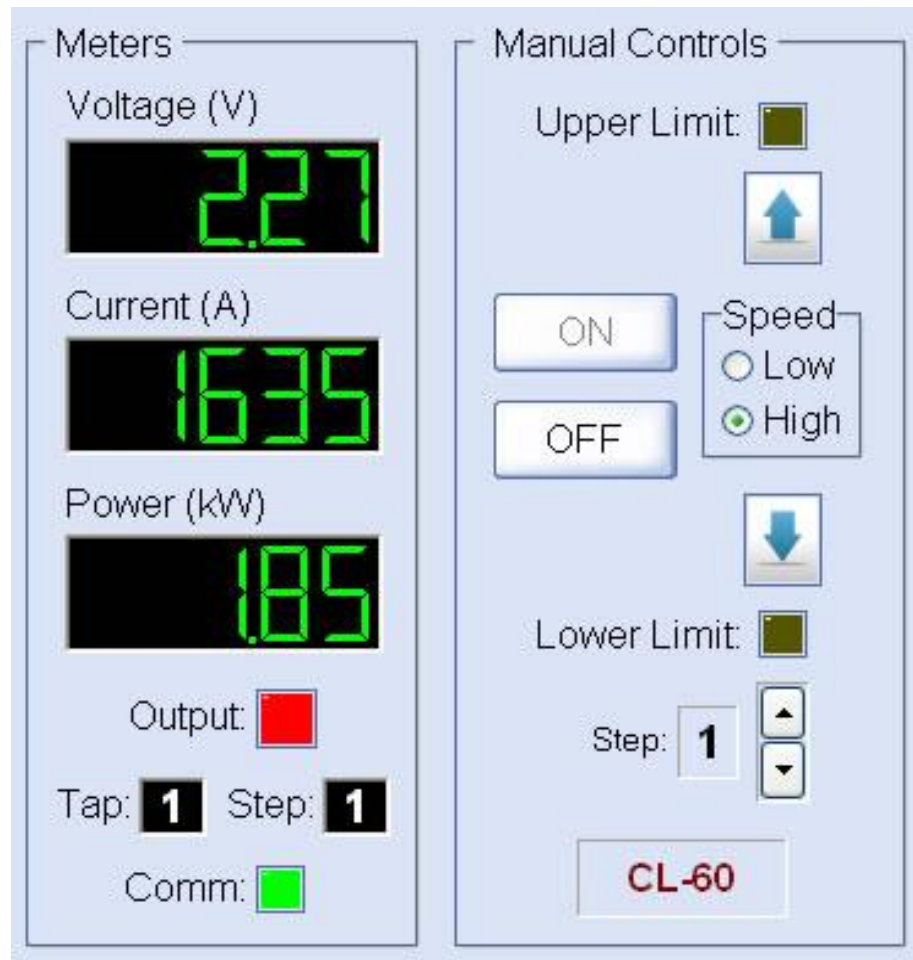 Meters
Voltage (V)
2.27
Current (A)
1635
Power (kW)
1.85
Output:
Tap: 1 Step: 1
Comm:
Manual Controls
Upper Limit:
ON
OFF
Speed
Low
High
Lower Limit:
Step: 1
CL-60